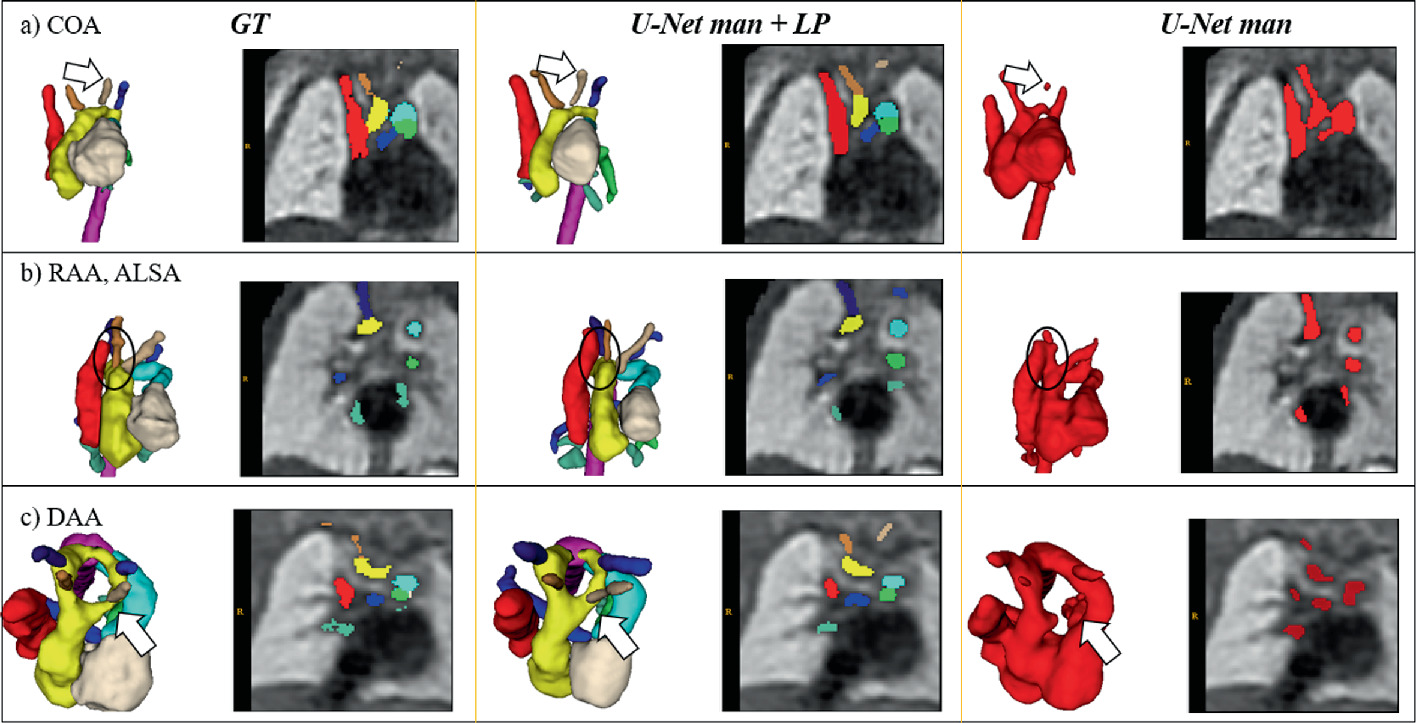 a) COA
GT
U-Net man + LP
U-Net man
R
R
R
b) RAA, ALSA
R
R
R
c) DAA
R
R
R